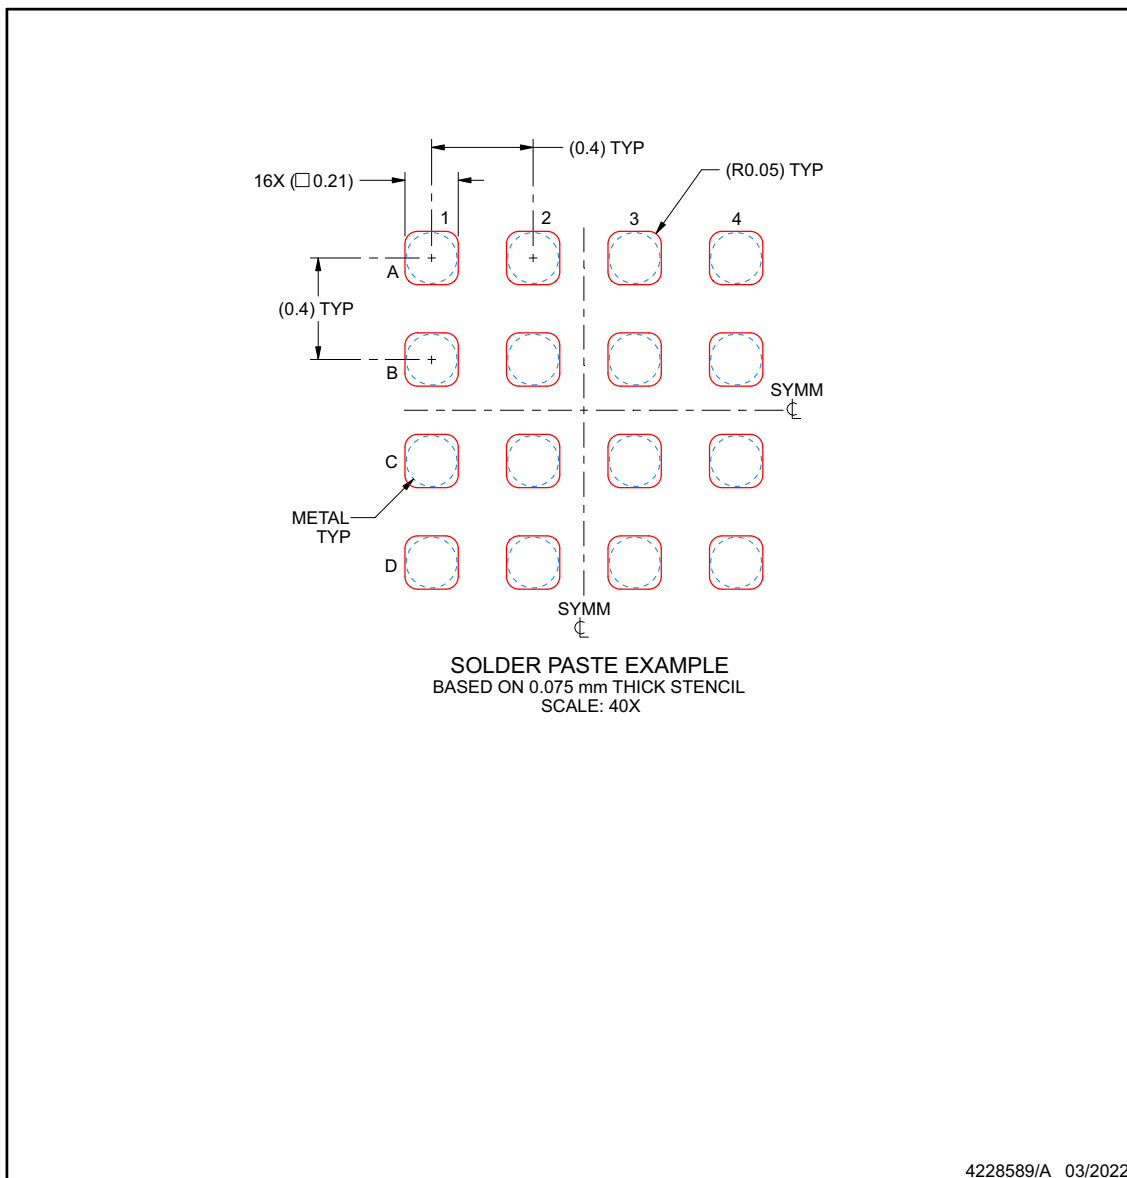 (0.4) TYP
(R0.05) TYP
16X (□ 0.21)
1 2 3 4
A
(0.4) TYP
B
SYMM
℄
C
METAL
TYP
D
SYMM
℄
SOLDER PASTE EXAMPLE
BASED ON 0.075 mm THICK STENCIL
SCALE: 40X
4228589/A 03/2022